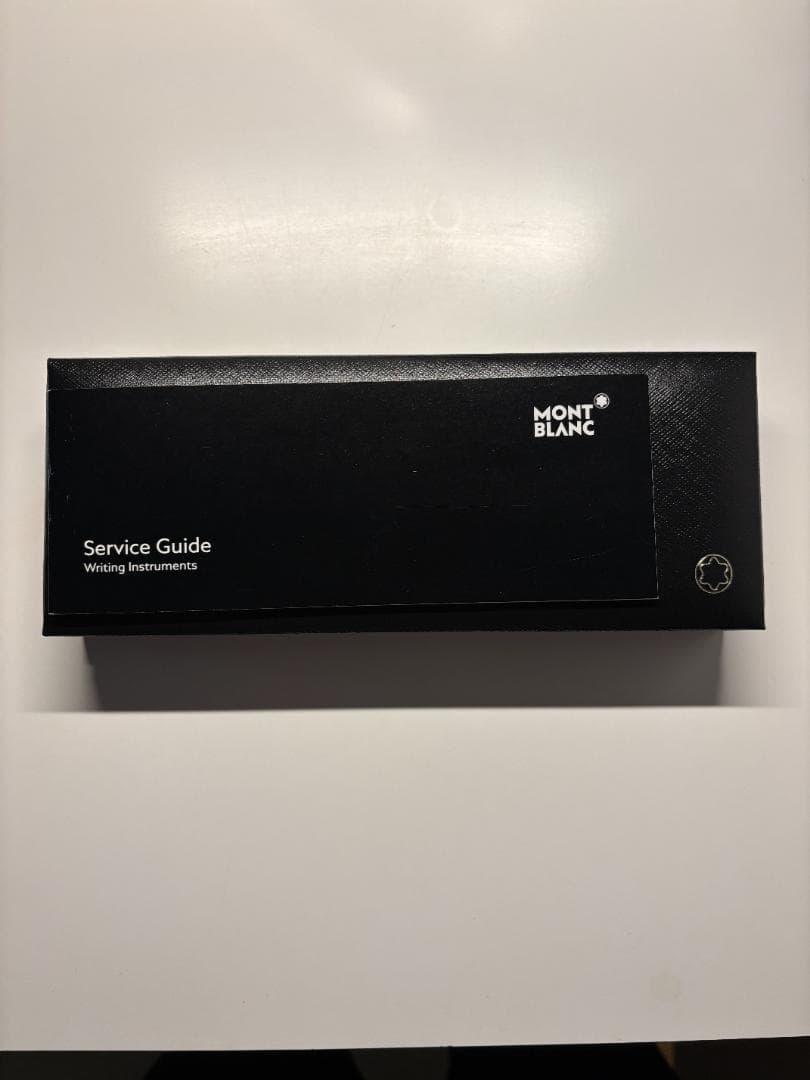 MONT
BLANC
Service Guide
Writing Instruments